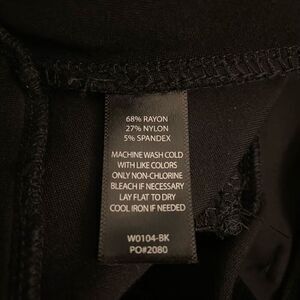 68% RAYON
27% NYLON
5% SPANDEX
MACHINE WASH COLD
WITH LIKE COLORS
ONLY NON-CHLORINE
BLEACH IF NECESSARY
LAY FLAT TO DRY
COOL IRON IF NEEDED
W0104-BK
PO#2080